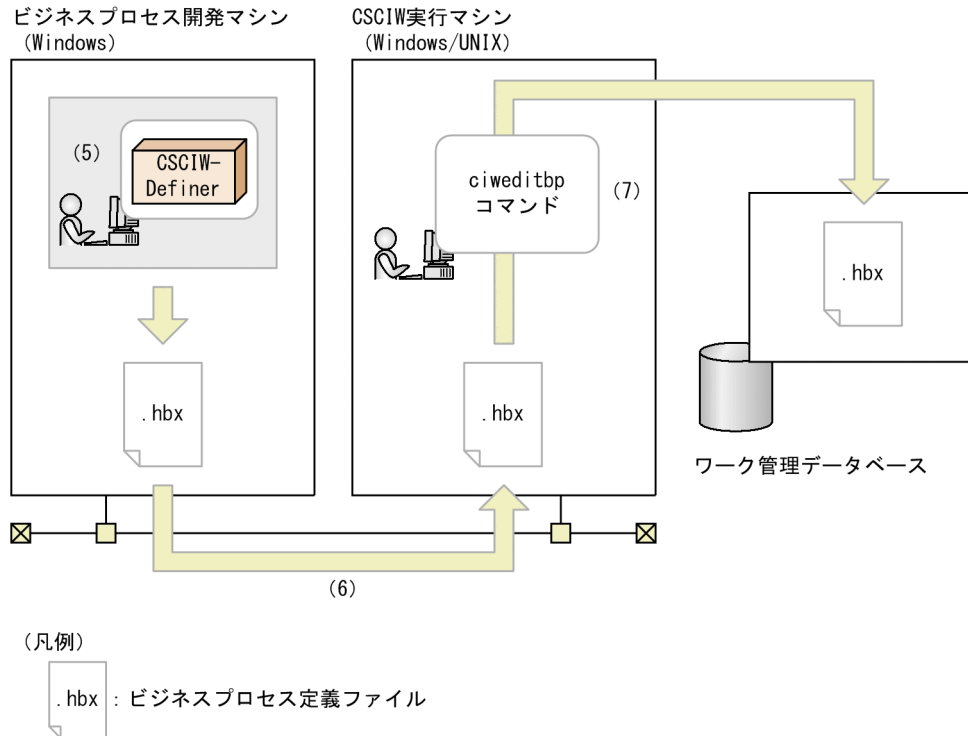 ビジネスプロセス開発マシン
（Windows）
CSCIW実行マシン
（Windows/UNIX）
(5)
CSCIW-
Definer
ciweditbp
コマンド
(7)
.hbx
.hbx
.hbx
ワーク管理データベース
(6)
（凡例）
.hbx：ビジネスプロセス定義ファイル